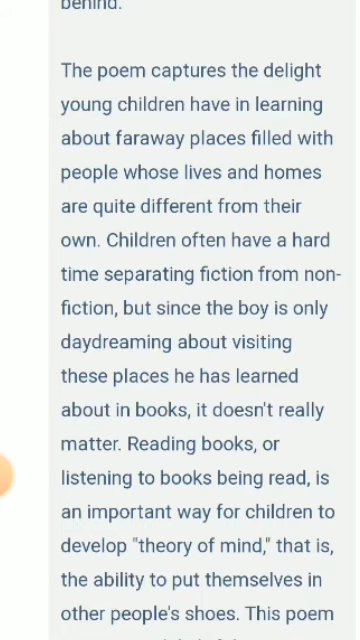 behind.
The poem captures the delight
young children have in learning
about faraway places filled with
people whose lives and homes
are quite different from their
own. Children often have a hard
time separating fiction from non-
fiction, but since the boy is only
daydreaming about visiting
these places he has learned
about in books, it doesn't really
matter. Reading books, or
listening to books being read, is
an important way for children to
develop "theory of mind," that is,
the ability to put themselves in
other people's shoes. This poem